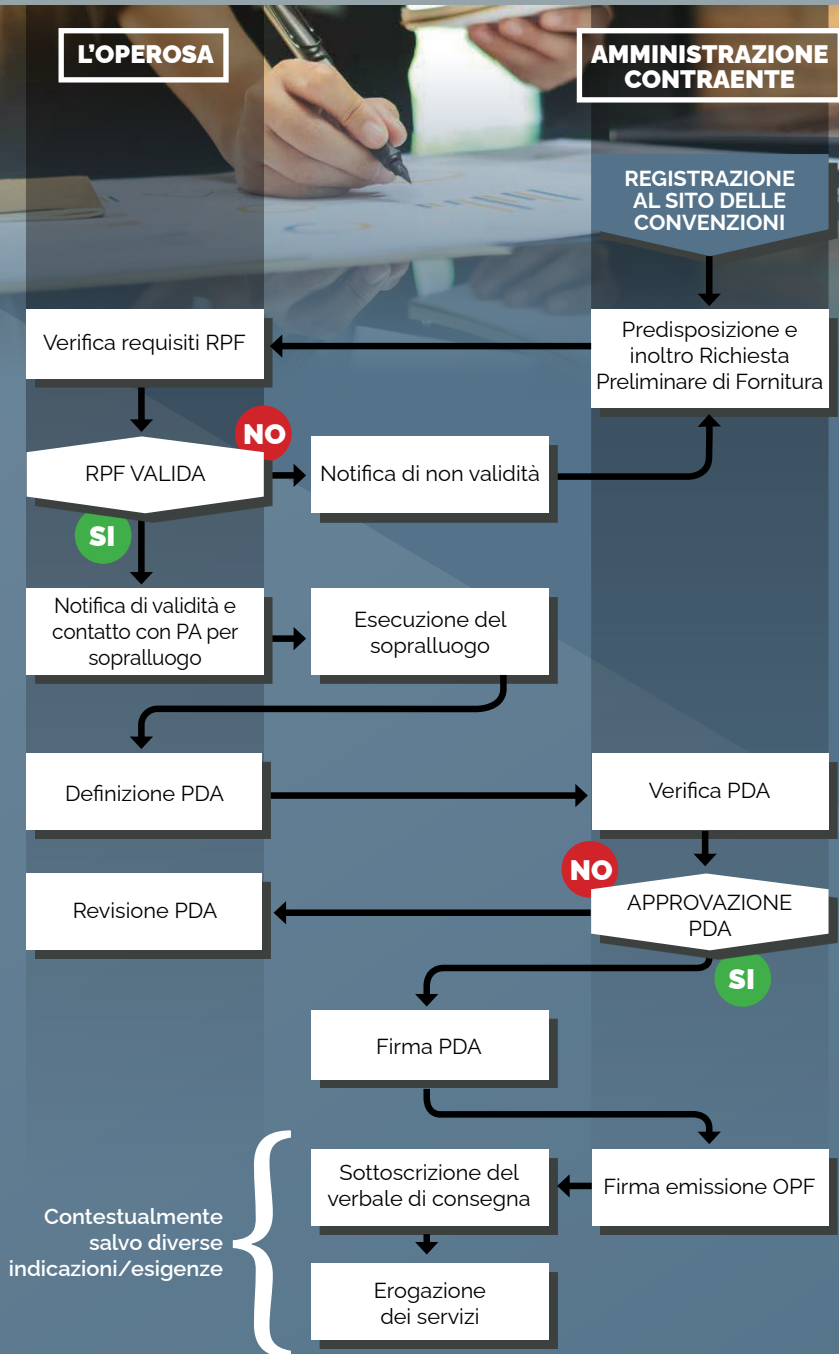 L'OPEROSA
AMMINISTRAZIONE
CONTRAENTE
REGISTRAZIONE
AL SITO DELLE
CONVENZIONI
Verifica requisiti RPF
Predisposizione e
inoltro Richiesta
Preliminare di Fornitura
NO
RPF VALIDA
Notifica di non validità
SI
Notifica di validità e
contatto con PA per
sopralluogo
Esecuzione del
sopralluogo
Definizione PDA
Verifica PDA
NO
Revisione PDA
APPROVAZIONE
PDA
SI
Firma PDA
Sottoscrizione del
verbale di consegna
Firma emissione OPF
Contestualmente
salvo diverse
indicazioni/esigenze
Erogazione
dei servizi